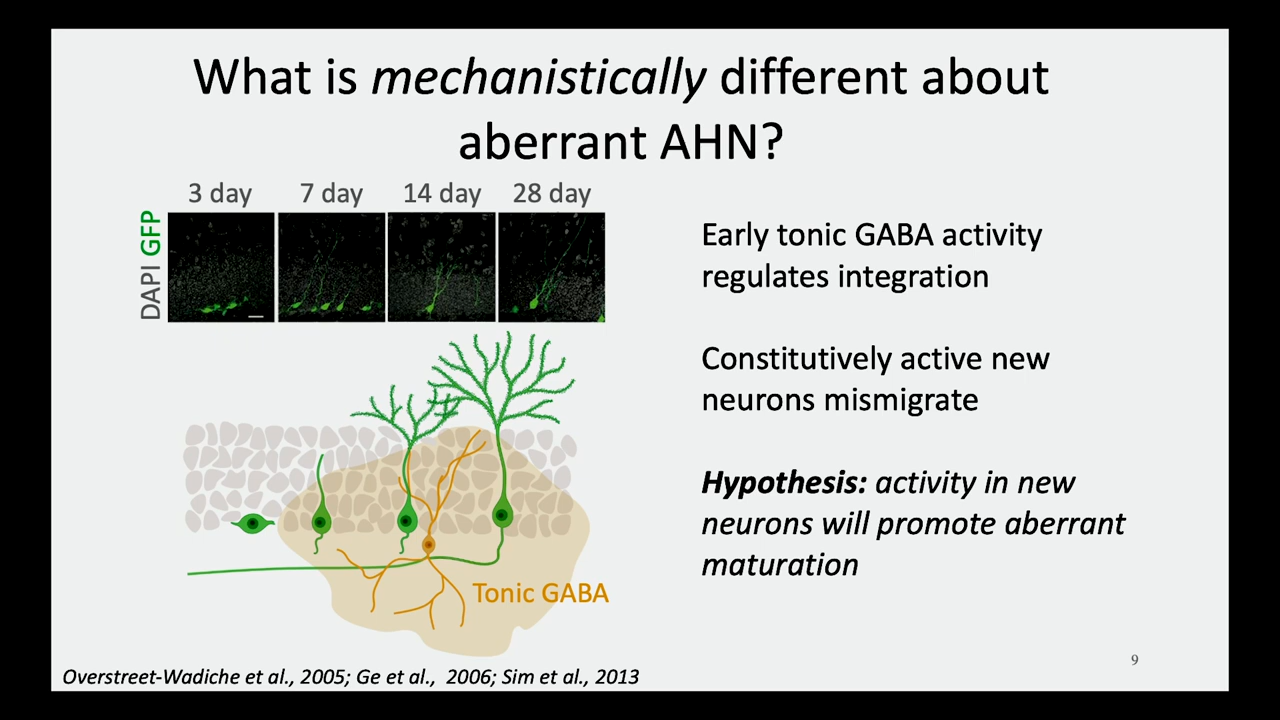 What is mechanistically different about
aberrant AHN?
3 day 7 day 14 day 28 day
DAPI GFP
Early tonic GABA activity
regulates integration
Constitutively active new
neurons mismigrate
Hypothesis: activity in new
neurons will promote aberrant
maturation
Tonic GABA
9
Overstreet-Wadiche et al., 2005; Ge et al., 2006; Sim et al., 2013